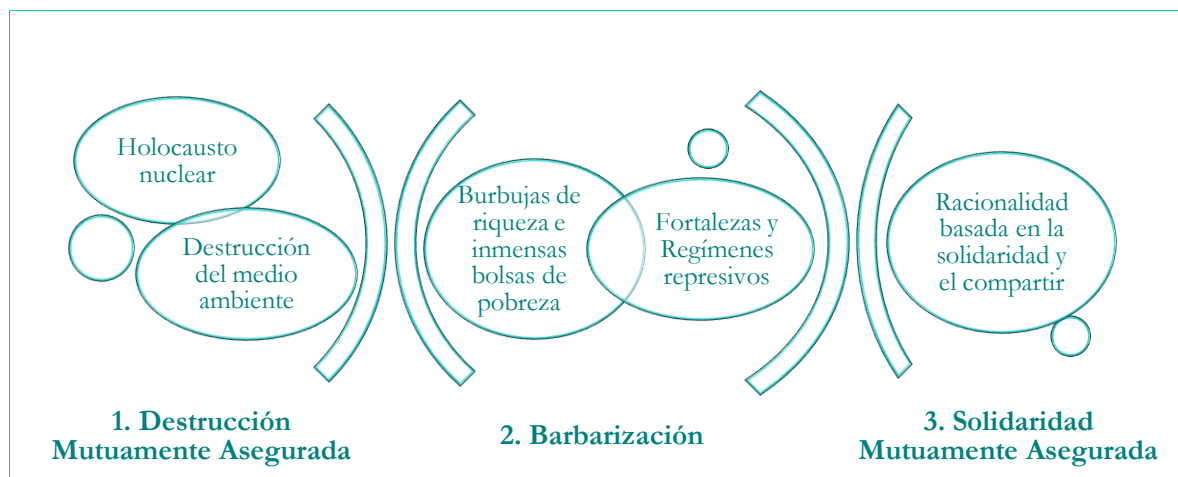 Holocausto
nuclear
Destrucción
del medio
ambiente
1. Destrucción
Mutuamente Asegurada
Burbujas de
riqueza e
inmensas
bolsas de
pobreza
Fortalezas y
Regímenes
represivos
2. Barbarización
Racionalidad
basada en la
solidaridad y
el compartir
3. Solidaridad
Mutuamente Asegurada